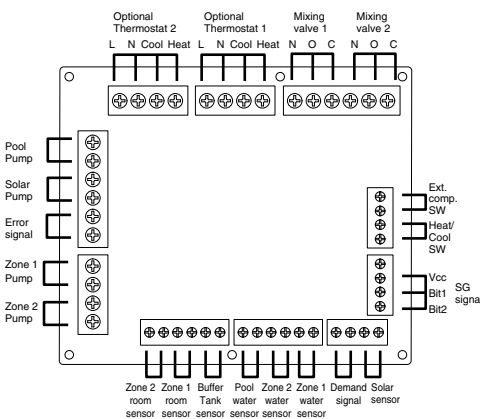 Optional Thermostat 2
Optional Thermostat 1
Mixing valve 1
Mixing valve 2
L N Cool Heat
L N Cool Heat
N O C
N O C
Pool
Pump
Solar
Pump
Error
signal
Zone 1
Pump
Zone 2
Pump
Ext.
comp.
SW
Heat/
Cool
SW
Vcc
Bit1
Bit2
SG
signa
Zone 2
room
sensor
Zone 1
room
sensor
Buffer
Tank
sensor
Pool
water
sensor
Zone 2
water
sensor
Zone 1
water
sensor
Demand
signal
Solar
sensor